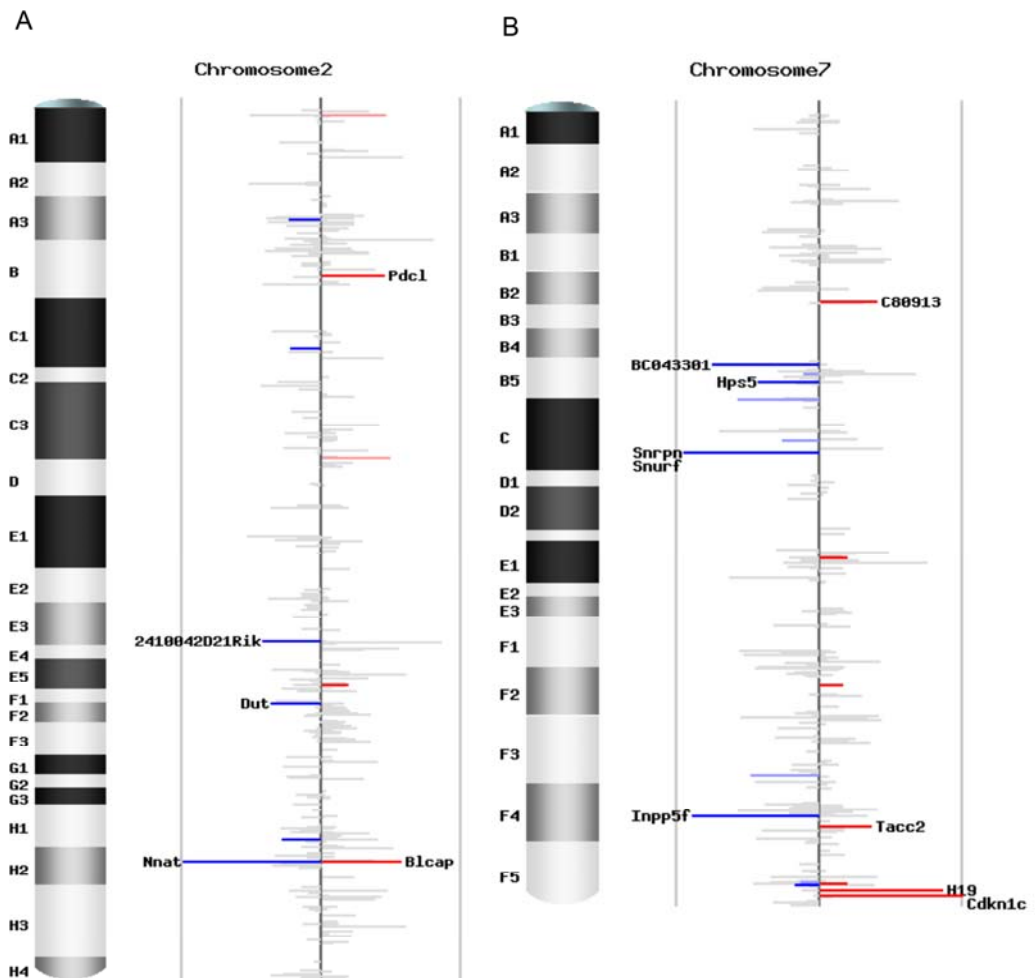 A
Chromosome2
A1
A2
A3
B
C1
C2
C3
D
E1
E2
E3
E4
E5
F1
F2
F3
G1
G2
G3
H1
H2
H3
H4
Pdcl
2410042D21Rik
Dut
Nnat
Blcap
B
Chromosome7
A1
A2
A3
B1
B2
B3
B4
B5
C
D1
D2
E1
E2
E3
F1
F2
F3
F4
F5
C80913
BC043301
Hps5
Snrpn
Snurf
Inpp5f
Tacc2
H19
Cdkn1c